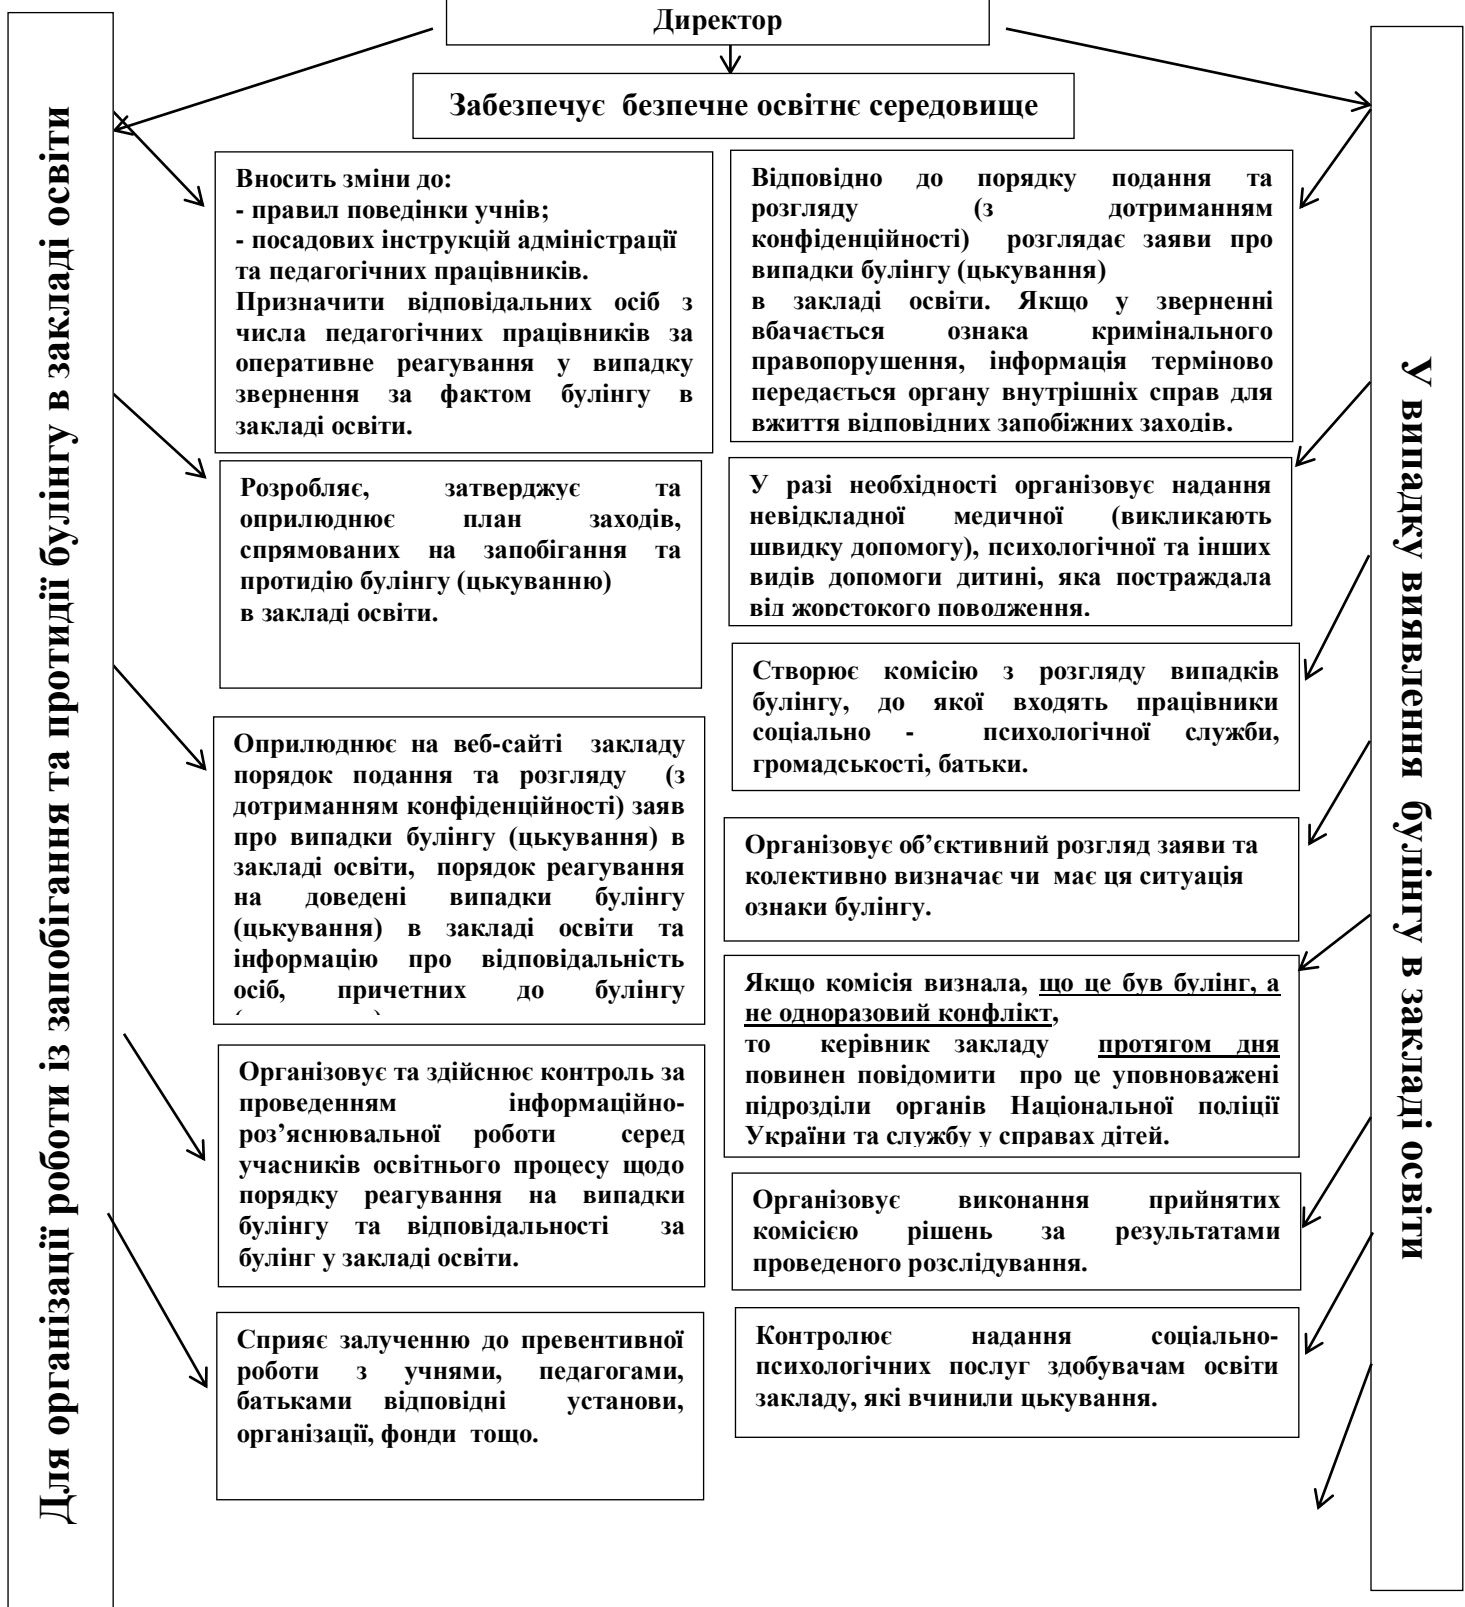 Директор
Забезпечує безпечне освітнє середовище
Для організації роботи із запобігання та протидії булінгу в закладі освіти
Вносить зміни до:
- правил поведінки учнів;
- посадових інструкцій адміністрації
та педагогічних працівників.
Призначити відповідальних осіб з
числа педагогічних працівників за
оперативне реагування у випадку
звернення за фактом булінгу в
закладі освіти.
Розробляє, затверджує та
оприлюднює план заходів,
спрямованих на запобігання та
протидію булінгу (цькуванню)
в закладі освіти.
Оприлюднює на веб-сайті закладу
порядок подання та розгляду (з
дотриманням конфіденційності) заяв
про випадки булінгу (цькування) в
закладі освіти, порядок реагування
на доведені випадки булінгу
(цькування) в закладі освіти та
інформацію про відповідальність
осіб, причетних до булінгу
Організовує та здійснює контроль за
проведенням інформаційно-
роз’яснювальної роботи серед
учасників освітнього процесу щодо
порядку реагування на випадки
булінгу та відповідальності за
булінг у закладі освіти.
Сприяє залученню до превентивної
роботи з учнями, педагогами,
батьками відповідні установи,
організації, фонди тощо.
Відповідно до порядку подання та
розгляду (з дотриманням
конфіденційності) розглядає заяви про
випадки булінгу (цькування)
в закладі освіти. Якщо у зверненні
вбачається ознака кримінального
правопорушення, інформація терміново
передається органу внутрішніх справ для
вжиття відповідних запобіжних заходів.
У разі необхідності організовує надання
невідкладної медичної (викликають
швидку допомогу), психологічної та інших
видів допомоги дитині, яка постраждала
від жорстокого поводження.
Створює комісію з розгляду випадків
булінгу, до якої входять працівники
соціально - психологічної служби,
громадськості, батьки.
Організовує об’єктивний розгляд заяви та
колективно визначає чи має ця ситуація
ознаки булінгу.
Якщо комісія визнала, що це був булінг, а
не одноразовий конфлікт,
то керівник закладу протягом дня
повинен повідомити про це уповноважені
підрозділи органів Національної поліції
України та службу у справах дітей.
Організовує виконання прийнятих
комісією рішень за результатами
проведеного розслідування.
Контролює надання соціально-
психологічних послуг здобувачам освіти
закладу, які вчинили цькування.
У випадку виявлення булінгу в закладі освіти